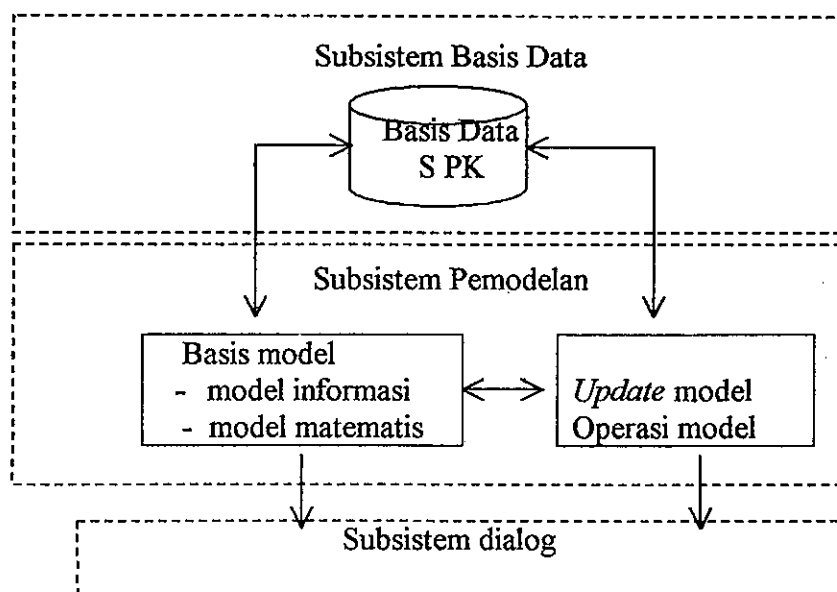 Subsistem Basis Data
Basis Data
S PK
Subsistem Pemodelan
Basis model
- model informasi
- model matematis
Update model
Operasi model
Subsistem dialog